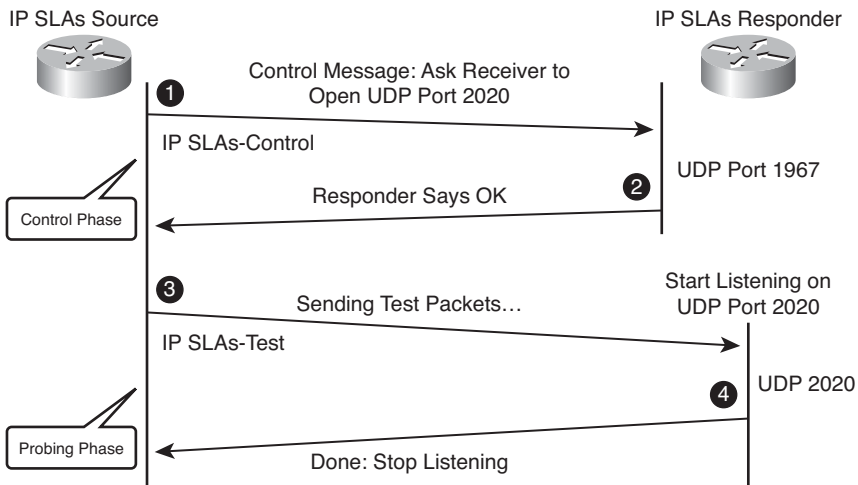 IP SLAs Source
IP SLAs Responder
1
Control Message: Ask Receiver to
Open UDP Port 2020
IP SLAs-Control
UDP Port 1967
2
Responder Says OK
Control Phase
3
Sending Test Packets…
Start Listening on
UDP Port 2020
IP SLAs-Test
4
UDP 2020
Probing Phase
Done: Stop Listening